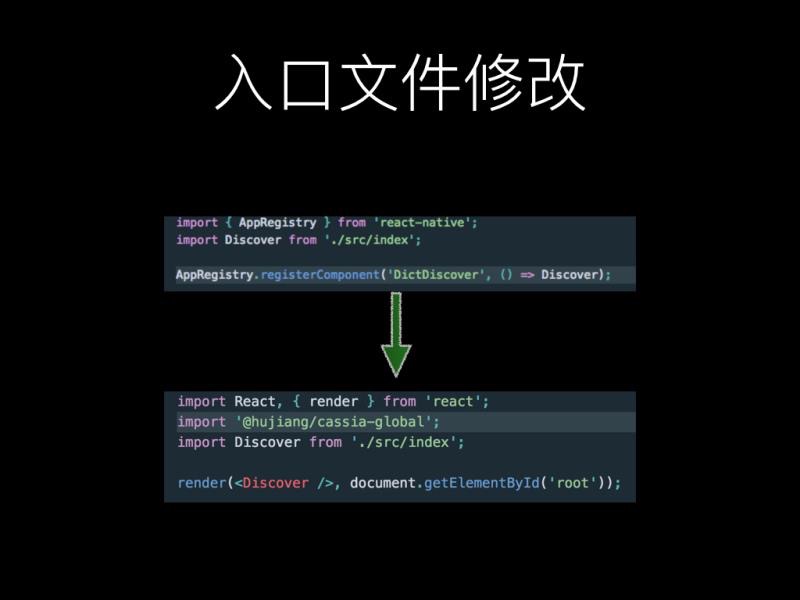 入口文件修改
import { AppRegistry } from 'react-native';
import Discover from './src/index';
AppRegistry.registerComponent('DictDiscover', () => Discover);
import React, { render } from 'react';
import '@hujiang/cassia-global';
import Discover from './src/index';
render(<Discover />, document.getElementById('root'));